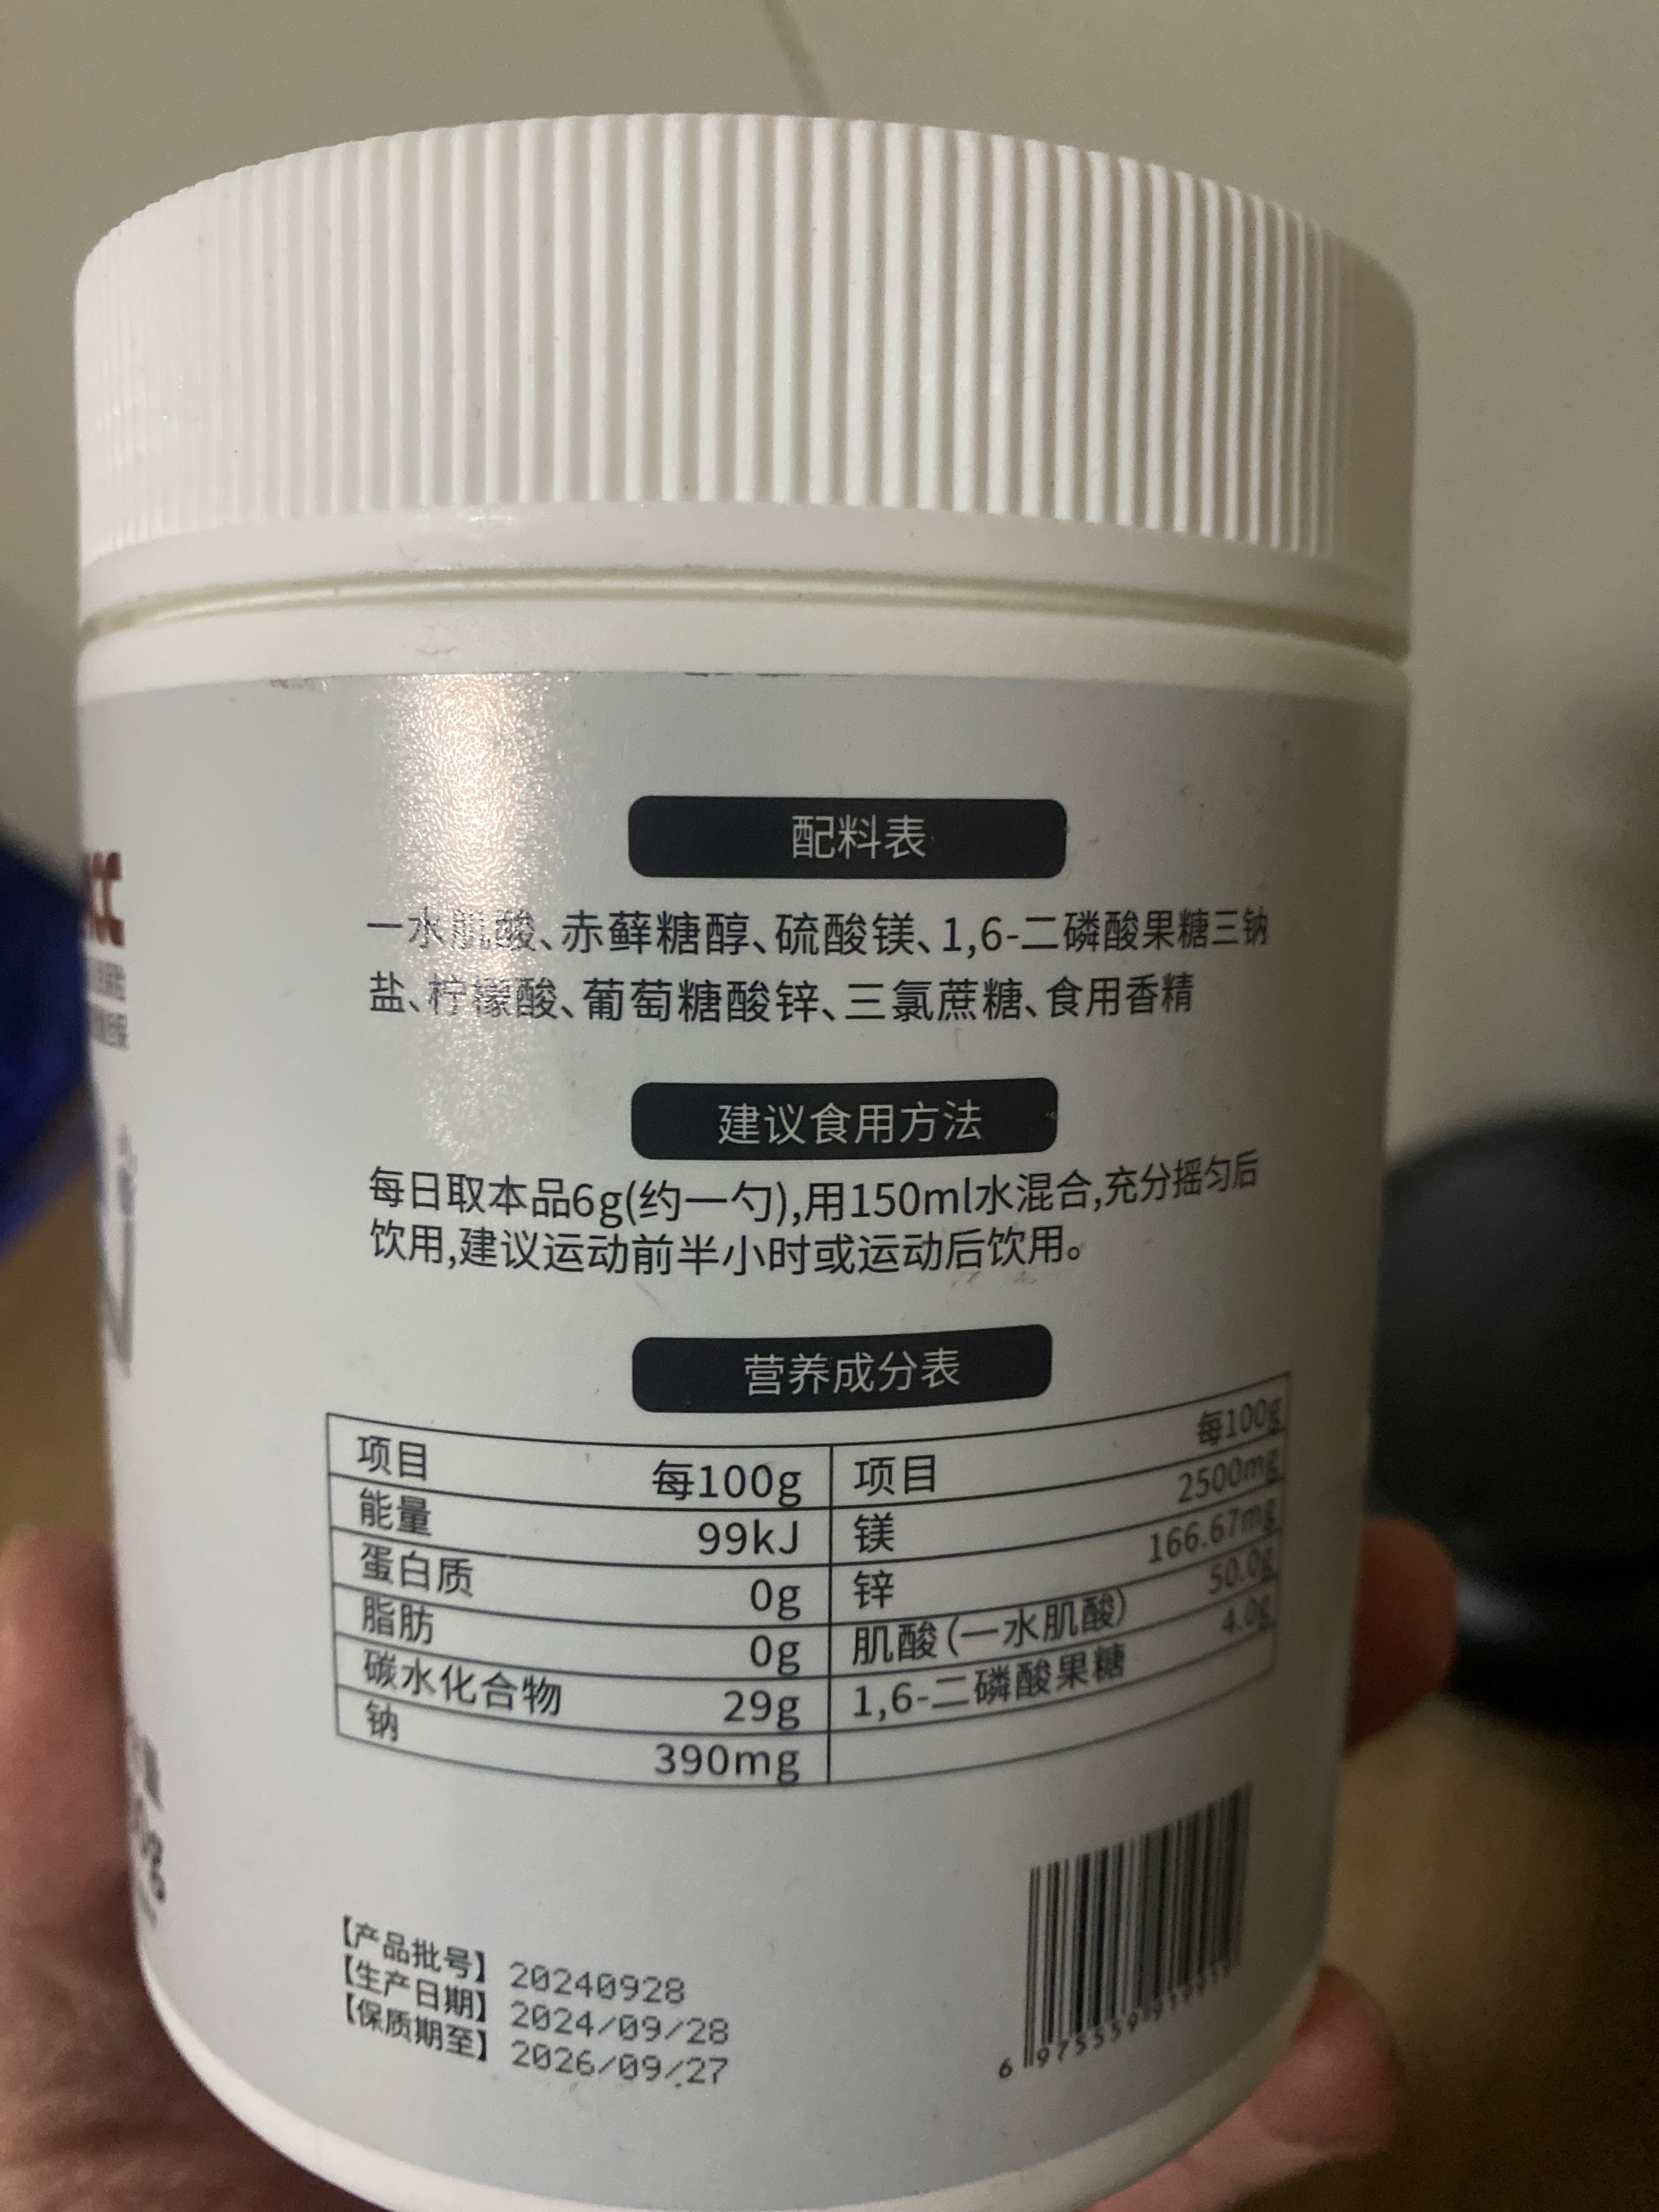 配料表
一水肌酸、赤藓糖醇、硫酸镁、1,6-二磷酸果糖三钠
盐、柠檬酸、葡萄糖酸锌、三氯蔗糖、食用香精
建议食用方法
每日取本品6g(约一勺),用150ml水混合,充分摇匀后
饮用,建议运动前半小时或运动后饮用。
营养成分表
项目 每100g 项目 每100g
能量 99kJ 镁 2500mg
蛋白质 0g 锌 166.67mg
脂肪 0g 肌酸(一水肌酸) 50.0g
碳水化合物 29g 1,6-二磷酸果糖 4.0g
钠 390mg
【产品批号】 20240928
【生产日期】 2024/09/28
【保质期至】 2026/09/27